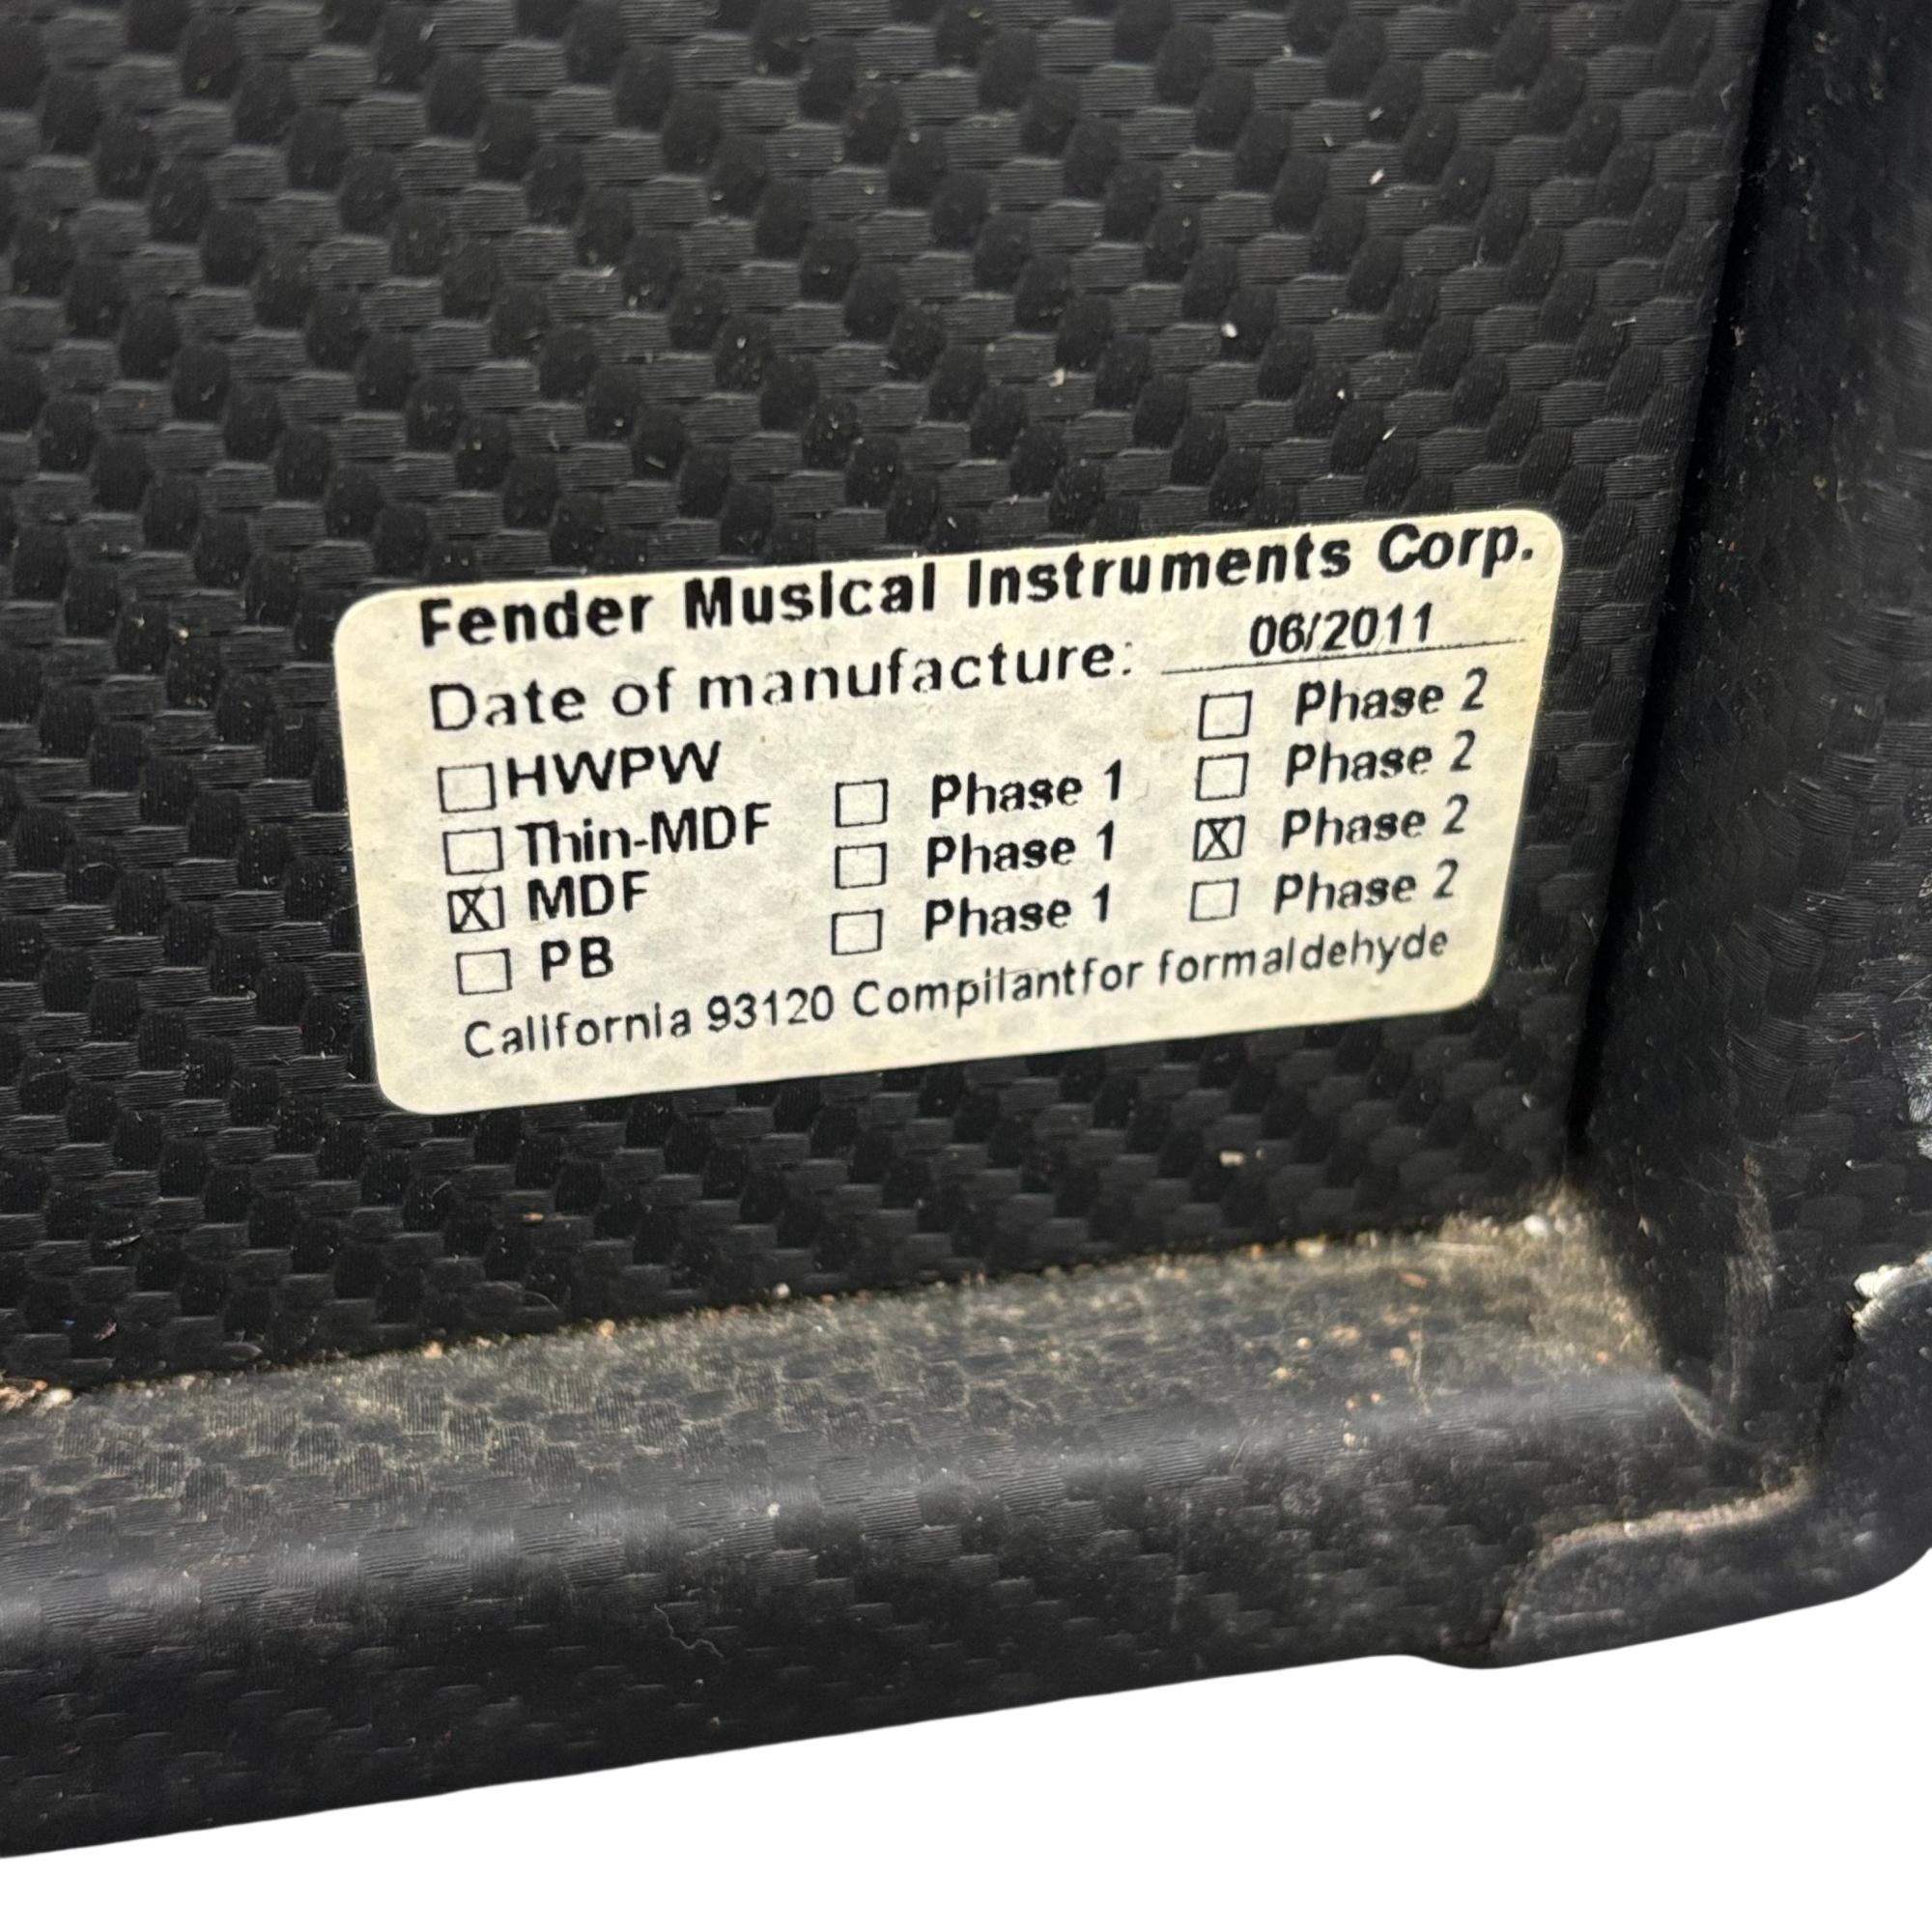 Fender Musical Instruments Corp.
Date of manufacture: 06/2011
☐ HWPW ☐ Phase 2
☐ Thin-MDF ☐ Phase 1 ☐ Phase 2
☒ MDF ☐ Phase 1 ☒ Phase 2
☐ PB ☐ Phase 1 ☐ Phase 2
California 93120 Compilantfor formaldehyde